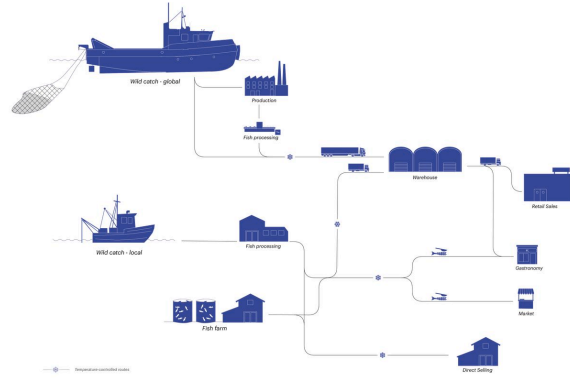 Wild catch - global
Production
Fish processing
Warehouse
Retail Sales
Wild catch - local
Fish processing
Gastronomy
Market
Fish farm
Direct Selling
Temperature-controlled routes